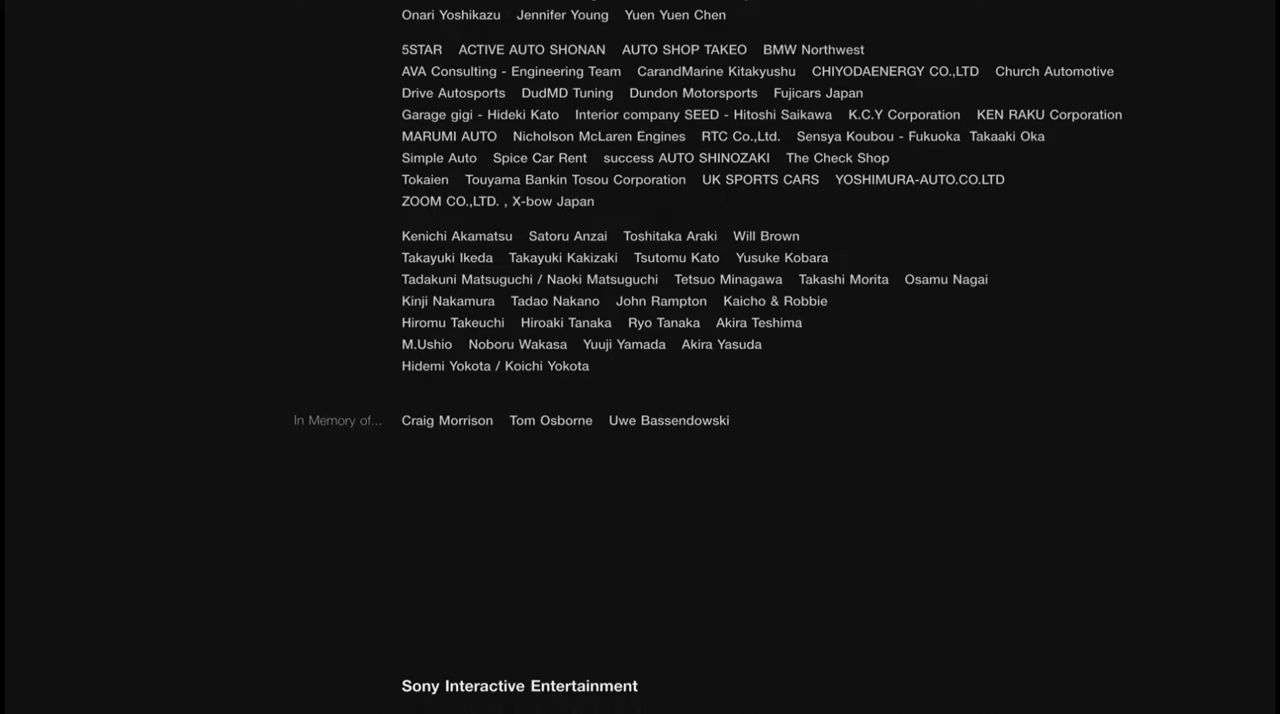 Onari Yoshikazu Jennifer Young Yuen Yuen Chen
5STAR ACTIVE AUTO SHONAN AUTO SHOP TAKEO BMW Northwest
AVA Consulting - Engineering Team CarandMarine Kitakyushu CHIYODAENERGY CO.,LTD Church Automotive
Drive Autosports DudMD Tuning Dundon Motorsports Fujicars Japan
Garage gigi - Hideki Kato Interior company SEED - Hitoshi Saikawa K.C.Y Corporation KEN RAKU Corporation
MARUMI AUTO Nicholson McLaren Engines RTC Co.,Ltd. Sensya Koubou - Fukuoka Takaaki Oka
Simple Auto Spice Car Rent success AUTO SHINOZAKI The Check Shop
Tokaien Touyama Bankin Tosou Corporation UK SPORTS CARS YOSHIMURA-AUTO.CO.LTD
ZOOM CO.,LTD. , X-bow Japan
Kenichi Akamatsu Satoru Anzai Toshitaka Araki Will Brown
Takayuki Ikeda Takayuki Kakizaki Tsutomu Kato Yusuke Kobara
Tadakuni Matsuguchi / Naoki Matsuguchi Tetsuo Minagawa Takashi Morita Osamu Nagai
Kinji Nakamura Tadao Nakano John Rampton Kaicho & Robbie
Hiromu Takeuchi Hiroaki Tanaka Ryo Tanaka Akira Teshima
M.Ushio Noboru Wakasa Yuuji Yamada Akira Yasuda
Hidemi Yokota / Koichi Yokota
In Memory of... Craig Morrison Tom Osborne Uwe Bassendowski
Sony Interactive Entertainment